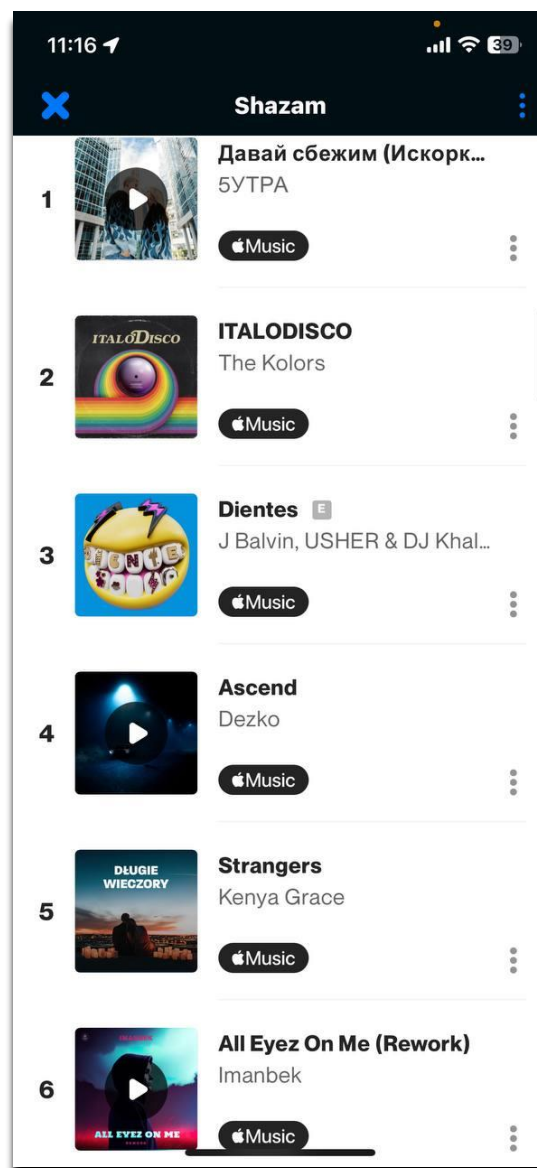 11:16
39
Shazam
1
Давай сбежим (Искорк...
5УТРА
Music
2
ITALODISCO
ITALODISCO
The Kolors
Music
3
Dientes E
J Balvin, USHER & DJ Khal...
Music
4
Ascend
Dezko
Music
5
DŁUGIE
WIECZORY
Strangers
Kenya Grace
Music
6
ALL EYEZ ON ME
All Eyez On Me (Rework)
Imanbek
Music